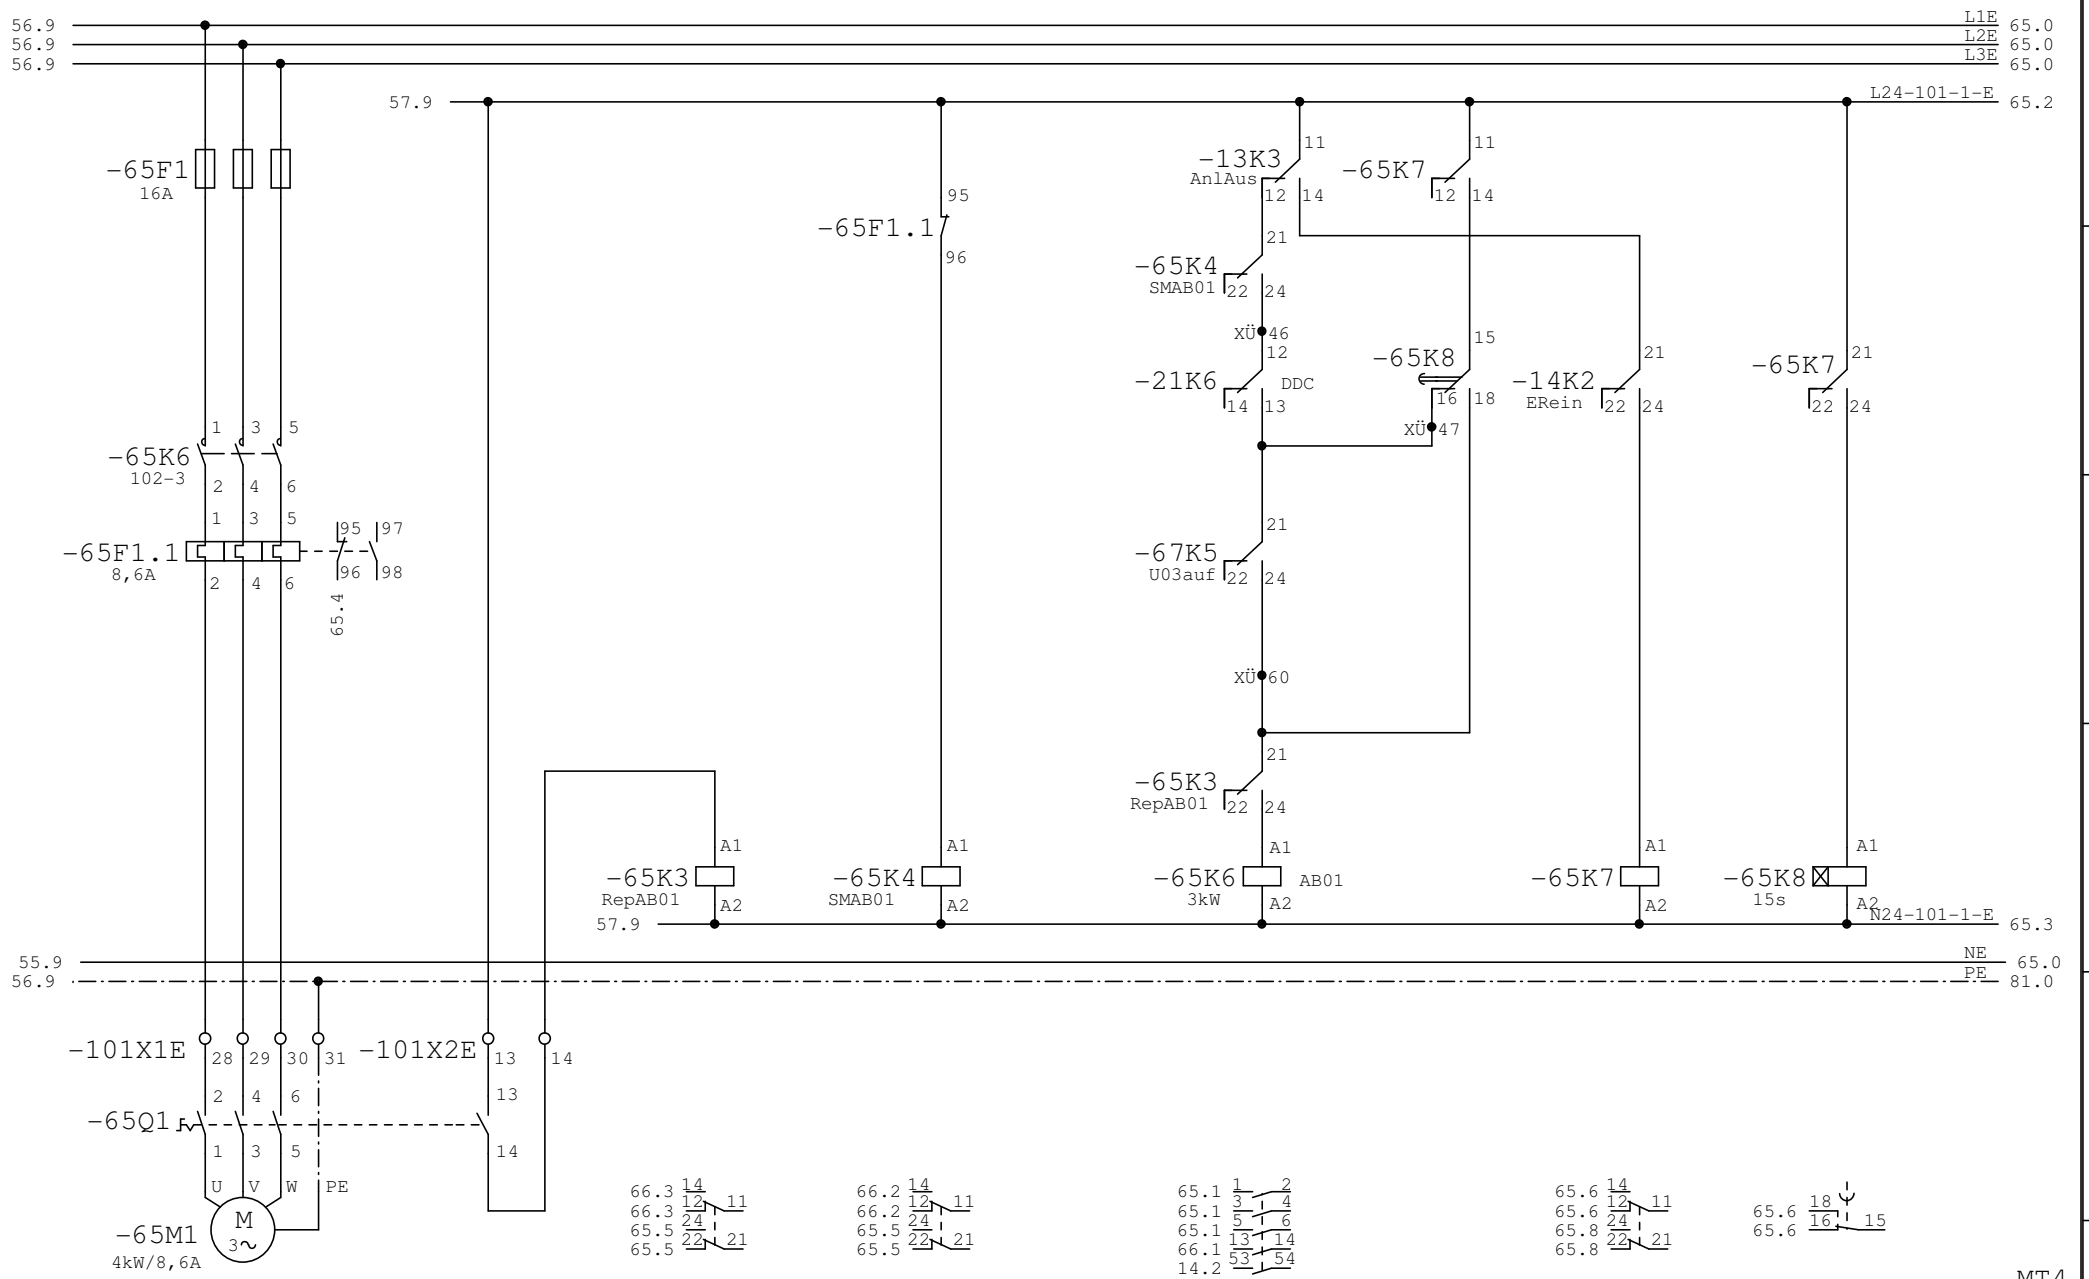 56.9 L1E 65.0
56.9 L2E 65.0
56.9 L3E 65.0
57.9 L24-101-1-E 65.2
11 11
-13K3 -65K7
AnlAus
-65F1
16A
12 14 12 14
95
-65F1.1
96
21
-65K4
SMAB01 22 24
XÜ 46
12 15 21 21
-65K8 -65K7
-21K6 DDC -14K2
ERein
14 13 16 18 22 24 22 24
XÜ 47
1 3 5
-65K6
102-3
2 4 6
1 3 5 95 97
-65F1.1
8,6A
96 98
2 4 6
65.4
21
-67K5
U03auf 22 24
XÜ 60
21
-65K3
RepAB01 22 24
A1 A1 A1 A1 A1
-65K3 -65K4 -65K6 AB01 -65K7 -65K8
RepAB01 SMAB01 3kW 15s
A2 A2 A2 A2 A2
57.9 N24-101-1-E 65.3
55.9 NE 65.0
56.9 PE 81.0
-101X1E 28 29 30 31 -101X2E 13 14
2 4 6 13
-65Q1
1 3 5 14
U V W PE
M
3~
-65M1
4kW/8,6A
66.3 14
66.3 12 11
65.5 24
65.5 22 21
66.2 14
66.2 12 11
65.5 24
65.5 22 21
65.1 1 2
65.1 3 4
65.1 5 6
66.1 13 14
14.2 53 54
65.6 14
65.6 12 11
65.8 24
65.8 22 21
65.6 18
65.6 16 15